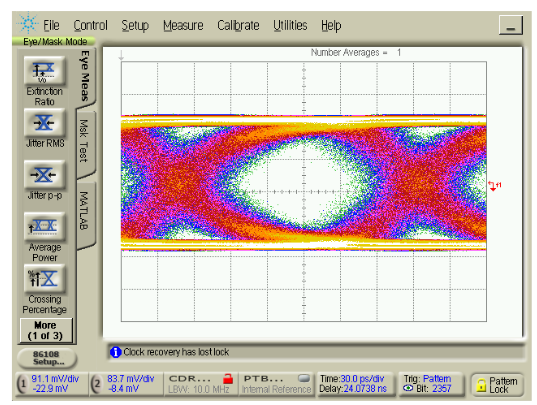 File Control Setup Measure Calibrate Utilities Help
Eye/Mask Mode
Number Averages = 1
Eye Meas
Extinction
Ratio
Jitter RMS
Msk Test
Jitter p-p
MATLAB
Average
Power
Crossing
Percentage
More
(1 of 3)
Clock recovery has lost lock
86108
Setup...
1 91.1 mV/div
-22.9 mV
2 83.7 mV/div
-8.4 mV
CDR...
LBW: 10.0 MHz
PTB...
Internal Reference
Time:30.0 ps/div
Delay:24.0738 ns
Trig: Pattern
Bit: 2357
Pattern
Lock